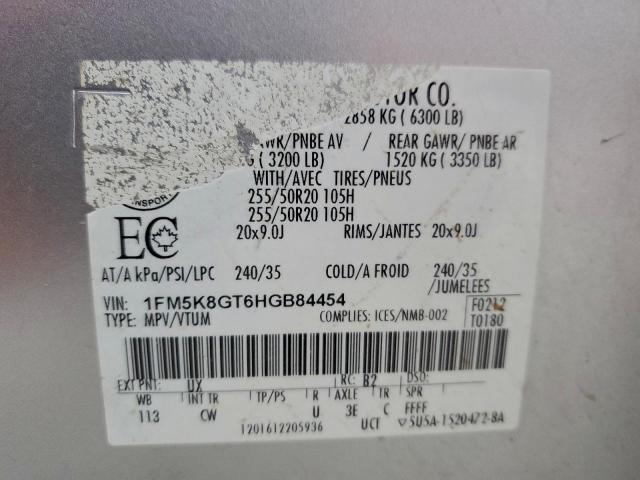 CO.
2858 KG ( 6300 LB)
/PNBE AV / REAR GAWR/ PNBE AR
( 3200 LB) 1520 KG ( 3350 LB)
WITH/AVEC TIRES/PNEUS
255/50R20 105H
255/50R20 105H
20x9.0J RIMS/JANTES 20x9.0J
EC
AT/A kPa/PSI/LPC 240/35 COLD/A FROID 240/35
/JUMELEES
VIN: 1FM5K8GT6HGB84454
TYPE: MPV/VTUM COMPLIES: ICES/NMB-002
F0212
T0180
EXT PNT: UX RC: B2 DSO:
WB INT TR TP/PS R AXLE TR SPR
113 CW U 3E C FFFF
1201612205936 UCT ▽5U5A-1520472-BA